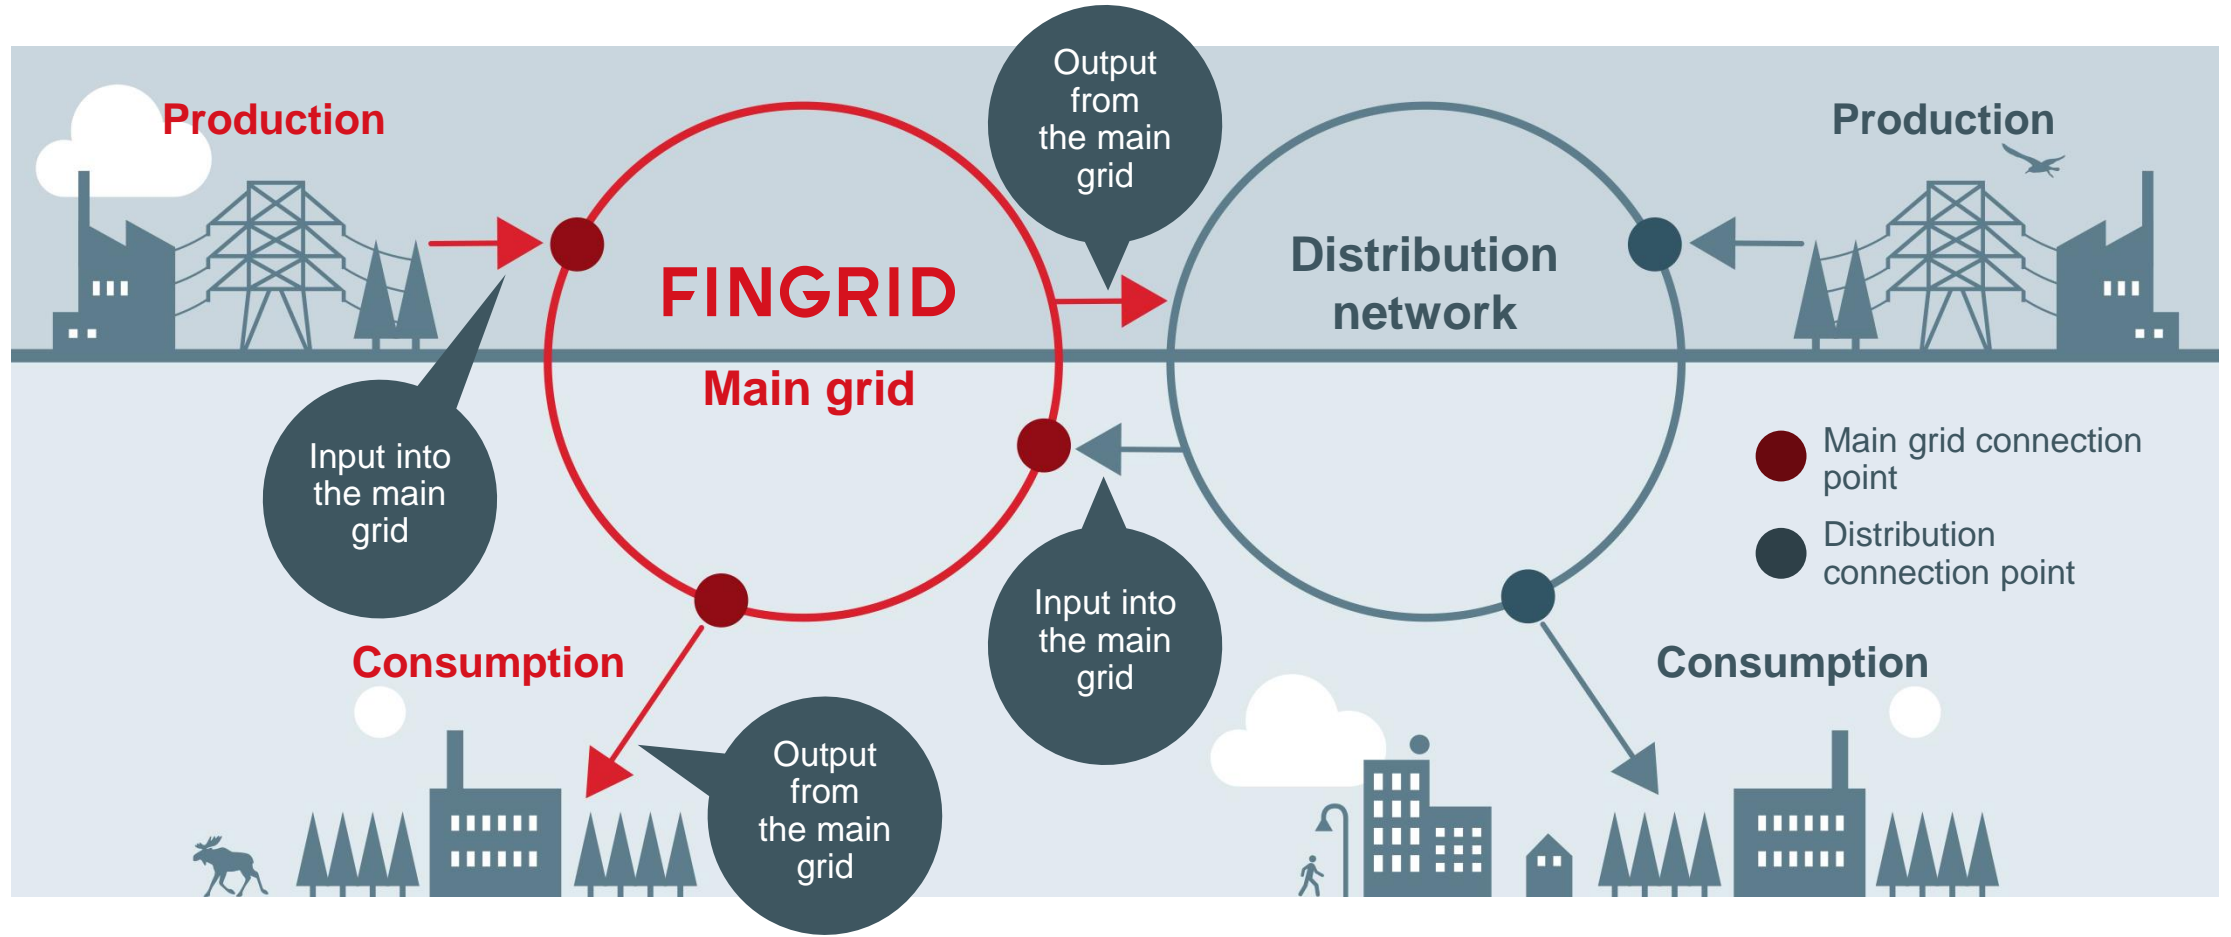 Output
from
the main
grid
Production
Production
FINGRID
Main grid
Distribution
network
Input into
the main
grid
Main grid connection
point
Distribution
connection point
Input into
the main
grid
Consumption
Consumption
Output
from
the main
grid